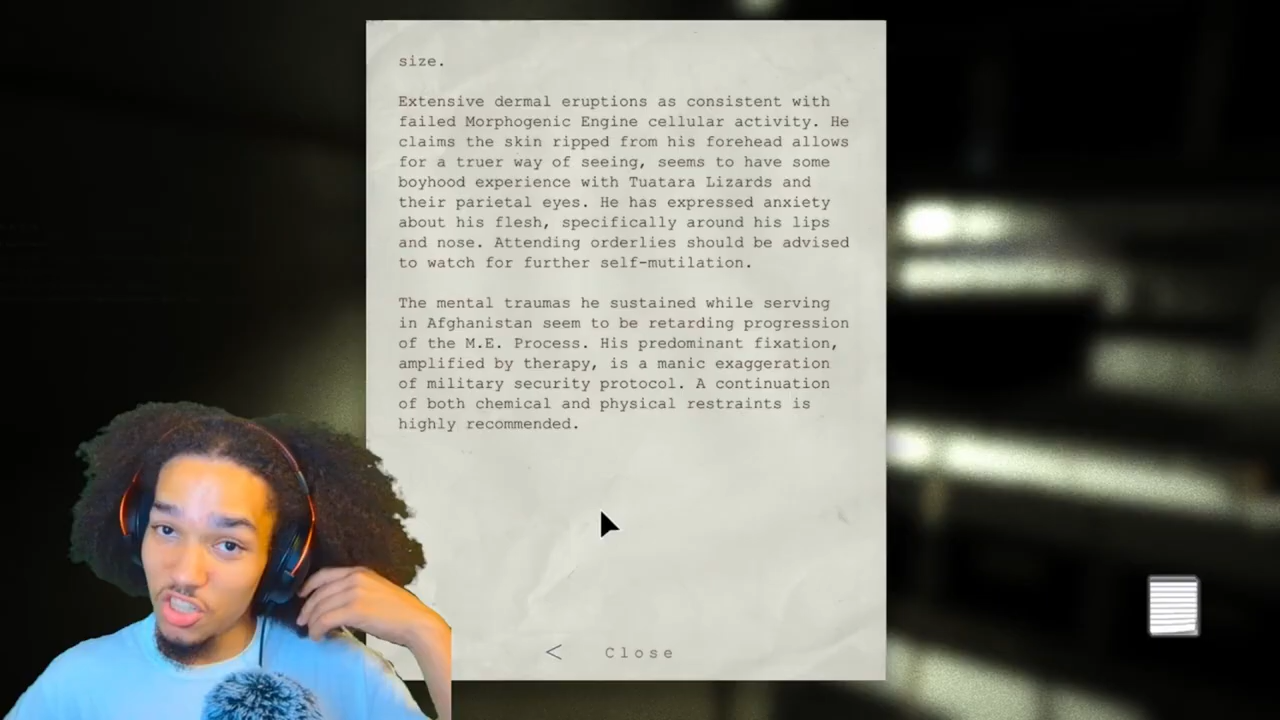 size.
Extensive dermal eruptions as consistent with
failed Morphogenic Engine cellular activity. He
claims the skin ripped from his forehead allows
for a truer way of seeing, seems to have some
boyhood experience with Tuatara Lizards and
their parietal eyes. He has expressed anxiety
about his flesh, specifically around his lips
and nose. Attending orderlies should be advised
to watch for further self-mutilation.
The mental traumas he sustained while serving
in Afghanistan seem to be retarding progression
of the M.E. Process. His predominant fixation,
amplified by therapy, is a manic exaggeration
of military security protocol. A continuation
of both chemical and physical restraints is
highly recommended.
< Close